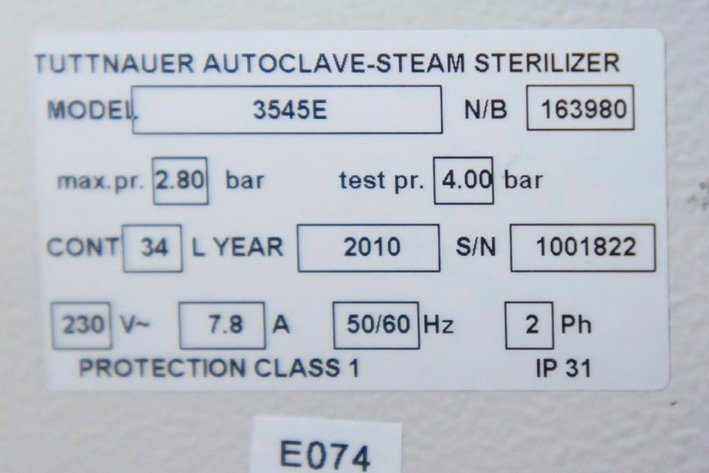 TUTTNAUER AUTOCLAVE-STEAM STERILIZER
MODEL 3545E N/B 163980
max.pr. 2.80 bar test pr. 4.00 bar
CONT 34 L YEAR 2010 S/N 1001822
230 V~ 7.8 A 50/60 Hz 2 Ph
PROTECTION CLASS 1 IP 31
E074